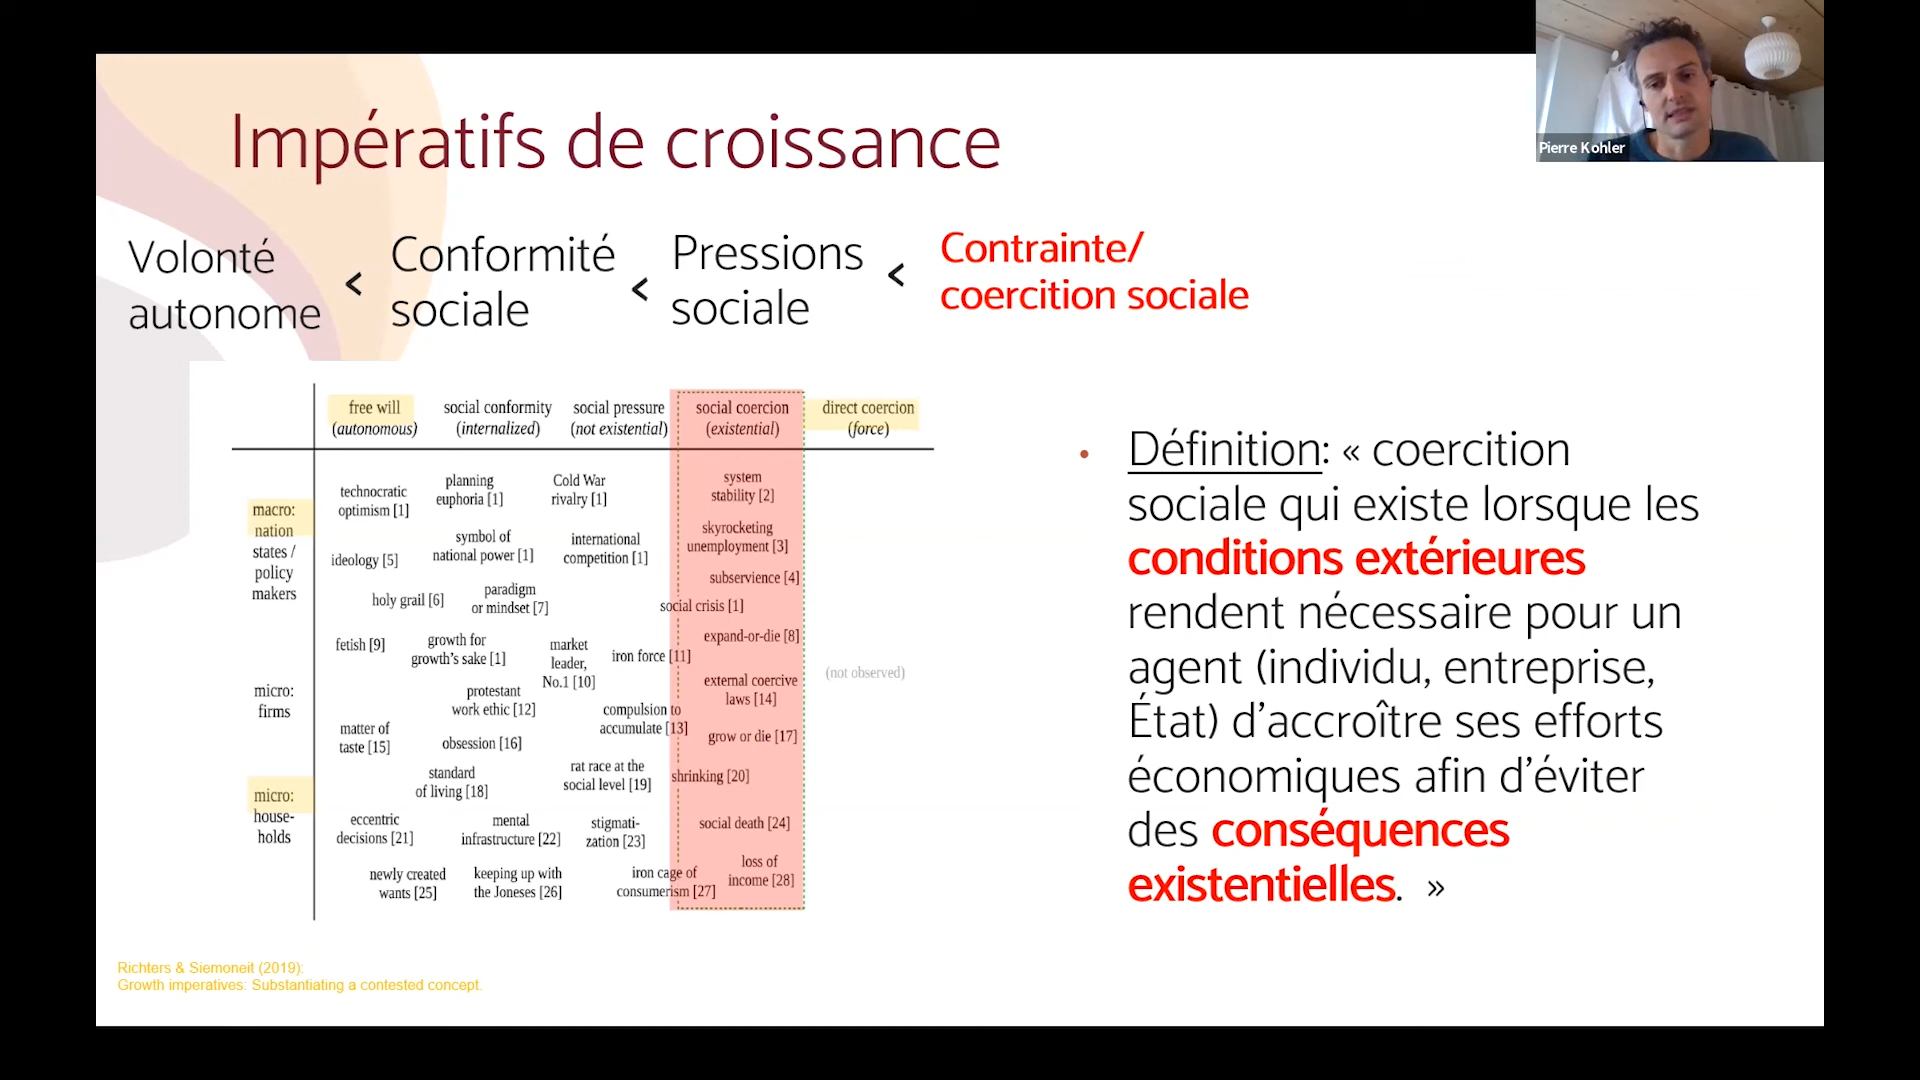 Pierre Kohler
Impératifs de croissance
Volonté
autonome
<
Conformité
sociale
<
Pressions
sociale
<
Contrainte/
coercition sociale
free will
(autonomous)
social conformity
(internalized)
social pressure
(not existential)
social coercion
(existential)
direct coercion
(force)
macro:
nation
states /
policy
makers
technocratic
optimism [1]
planning
euphoria [1]
Cold War
rivalry [1]
system
stability [2]
ideology [5]
symbol of
national power [1]
international
competition [1]
skyrocketing
unemployment [3]
subservience [4]
holy grail [6]
paradigm
or mindset [7]
social crisis [1]
micro:
firms
fetish [9]
growth for
growth's sake [1]
market
leader,
No.1 [10]
iron force [11]
expand-or-die [8]
protestant
work ethic [12]
external coercive
laws [14]
(not observed)
matter of
taste [15]
obsession [16]
compulsion to
accumulate [13]
grow or die [17]
micro:
house-
holds
standard
of living [18]
rat race at the
social level [19]
shrinking [20]
eccentric
decisions [21]
mental
infrastructure [22]
stigmati-
zation [23]
social death [24]
newly created
wants [25]
keeping up with
the Joneses [26]
iron cage of
consumerism [27]
loss of
income [28]
• Définition: « coercition
sociale qui existe lorsque les
conditions extérieures
rendent nécessaire pour un
agent (individu, entreprise,
État) d'accroître ses efforts
économiques afin d'éviter
des conséquences
existentielles. »
Richters & Siemoneit (2019):
Growth imperatives: Substantiating a contested concept.